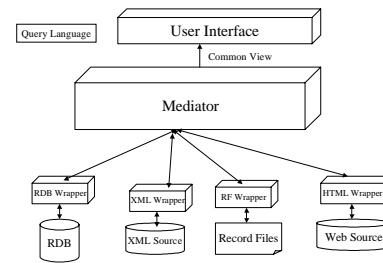 User Interface
Query Language
Common View
Mediator
RDB Wrapper
XML Wrapper
RF Wrapper
HTML Wrapper
RDB
XML Source
Record Files
Web Source